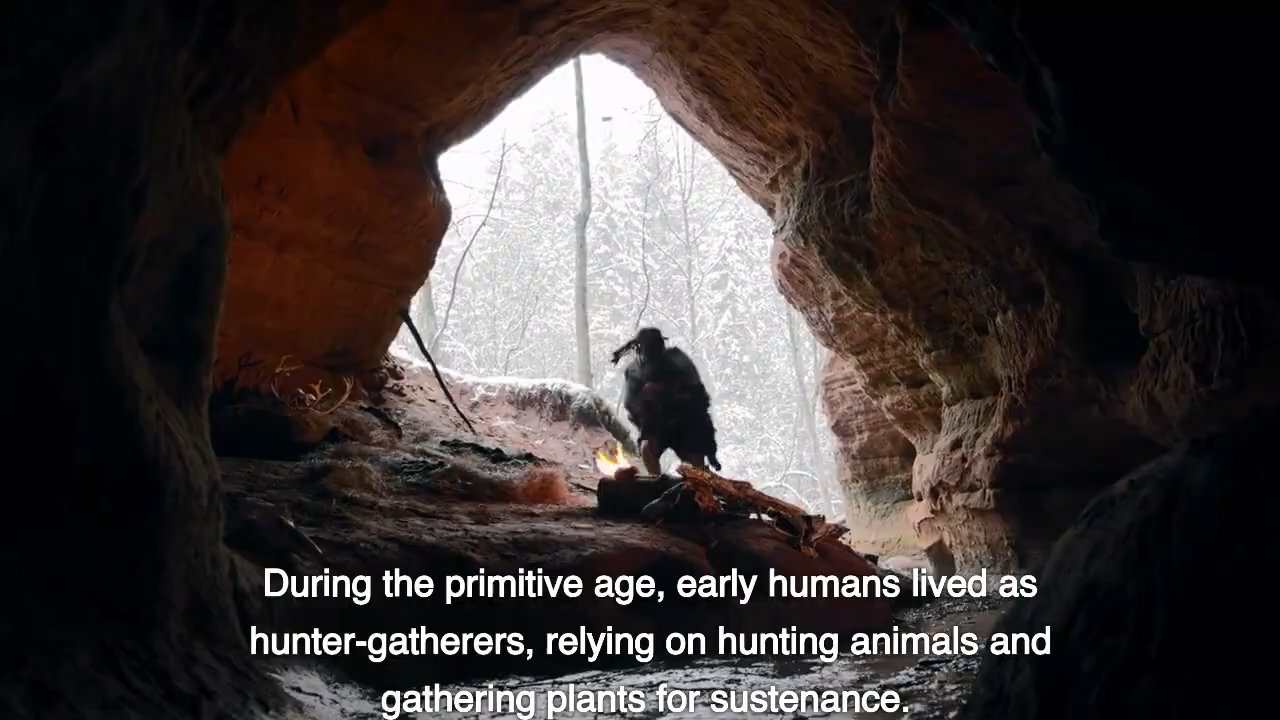 During the primitive age, early humans lived as
hunter-gatherers, relying on hunting animals and
gathering plants for sustenance.